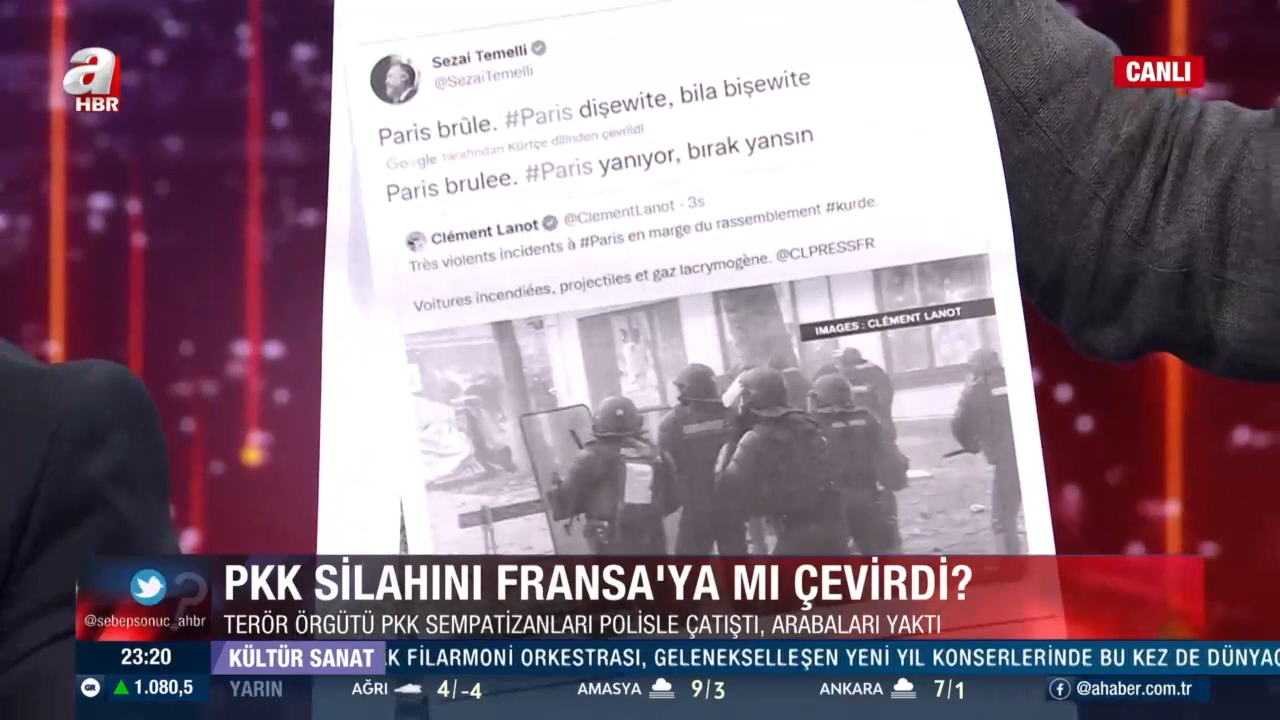 a
HBR
CANLI
Sezai Temelli
@SezaiTemelli
Paris brûle. #Paris dişewite, bila bişewite
Google tarafından Kürtçe dilinden çevrildi
Paris brulee. #Paris yanıyor, bırak yansın
Clément Lanot @ClementLanot · 3s
Très violents incidents à #Paris en marge du rassemblement #kurde.
Voitures incendiées, projectiles et gaz lacrymogène. @CLPRESSFR
IMAGES : CLÉMENT LANOT
PKK SİLAHINI FRANSA'YA MI ÇEVİRDİ?
@sebepsonuc_ahbr
TERÖR ÖRGÜTÜ PKK SEMPATİZANLARI POLİSLE ÇATIŞTI, ARABALARI YAKTI
23:20 KÜLTÜR SANAT FİLARMONİ ORKESTRASI, GELENEKSELLEŞEN YENİ YIL KONSERLERİNDE BU KEZ DE
GR 1.080,5 YARIN AĞRI 4/-4 AMASYA 9/3 ANKARA 7/1 @ahaber.com.tr